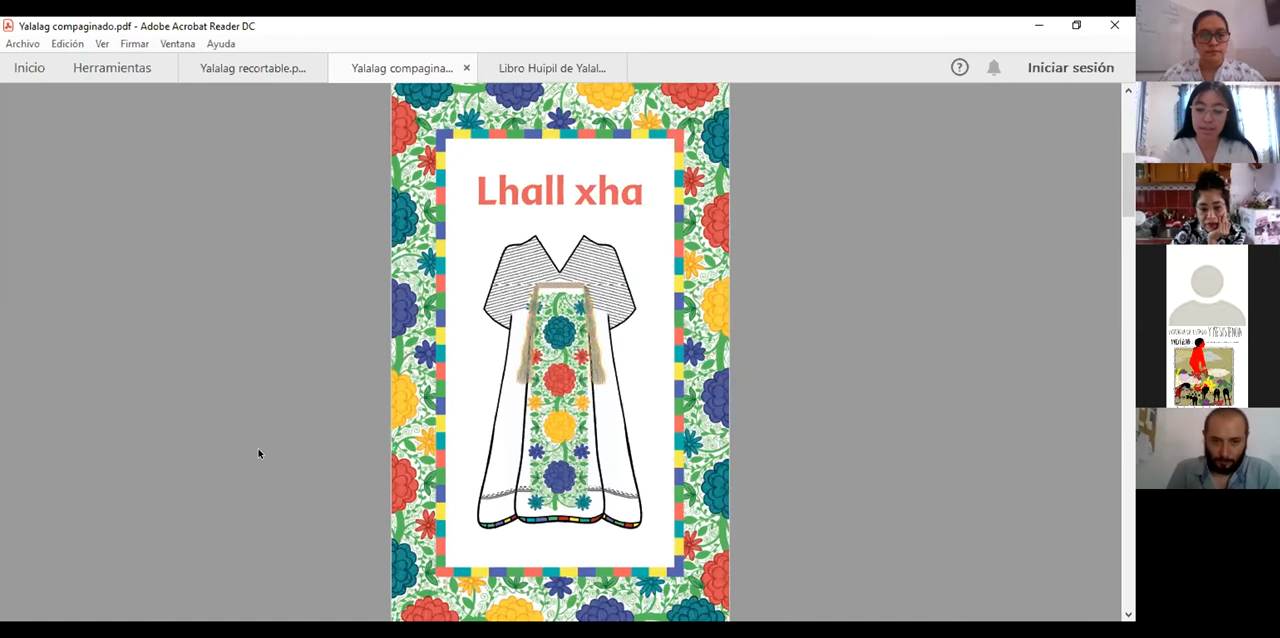 Yalalag compaginado.pdf - Adobe Acrobat Reader DC
Archivo Edición Ver Firmar Ventana Ayuda
Inicio Herramientas Yalalag recortable.p... Yalalag compagina... Libro Huipil de Yalal... Iniciar sesión
Lhall xha
Y RESISTENCIA